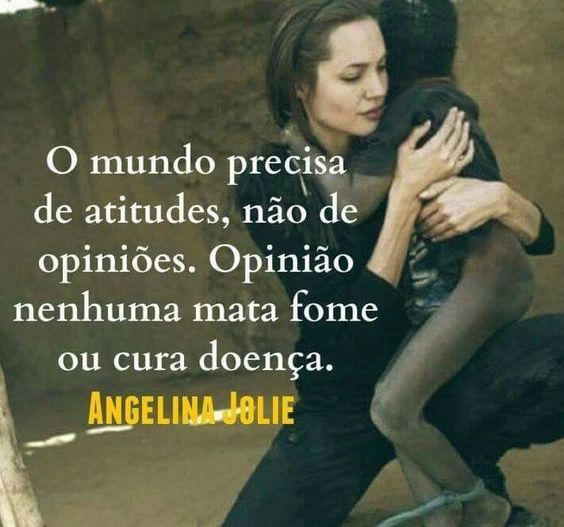 O mundo precisa
de atitudes, não de
opiniões. Opinião
nenhuma mata fome
ou cura doença.
ANGELINA JOLIE